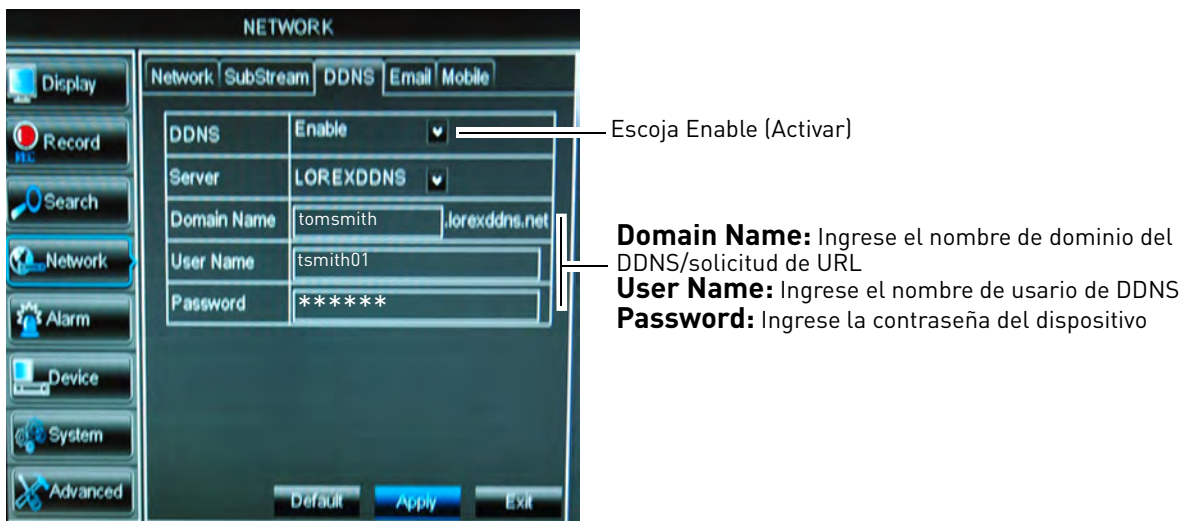 NETWORK
Display
Record
REC
Search
Network
Alarm
Device
System
Advanced
Network SubStream DDNS Email Mobile
DDNS Enable
Server LOREXDDNS
Domain Name tomsmith .lorexddns.net
User Name tsmith01
Password ******
Default Apply Exit
Escoja Enable (Activar)
Domain Name: Ingrese el nombre de dominio del
DDNS/solicitud de URL
User Name: Ingrese el nombre de usario de DDNS
Password: Ingrese la contraseña del dispositivo